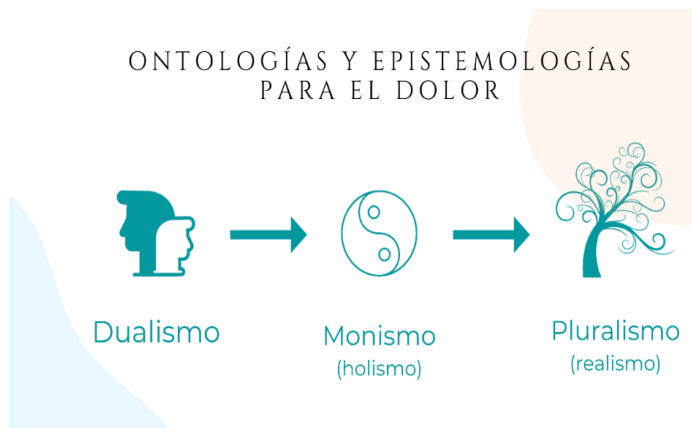 ONTOLOGÍAS Y EPISTEMOLOGÍAS
PARA EL DOLOR
Dualismo
Monismo
(holismo)
Pluralismo
(realismo)